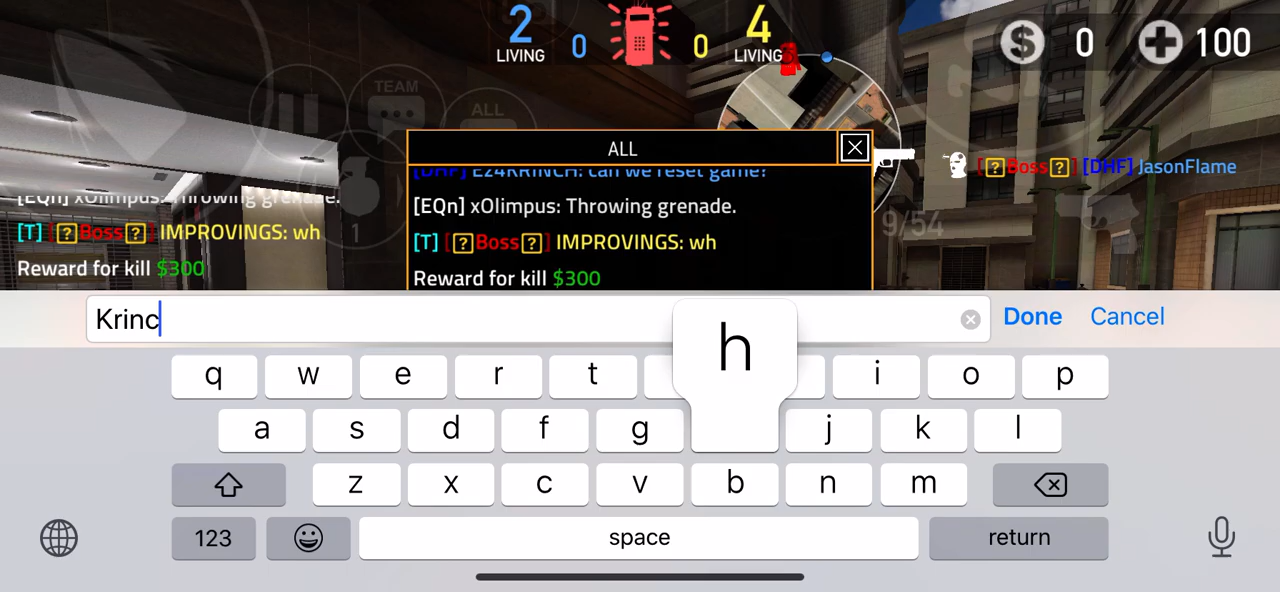 2
LIVING
0
0
4
LIVING
$ 0
100
TEAM
ALL
ALL
[DHF] EZ4KRINCH: can we reset game?
[EQn] xOlimpus: Throwing grenade.
[T] [?Boss?] IMPROVINGS: wh
Reward for kill $300
[EQn] xOlimpus: Throwing grenade.
[T] [?Boss?] IMPROVINGS: wh
Reward for kill $300
[?Boss?] [DHF] JasonFlame
9/54
1
Krinc
Done
Cancel
h
q w e r t i o p
a s d f g j k l
z x c v b n m
123
space
return